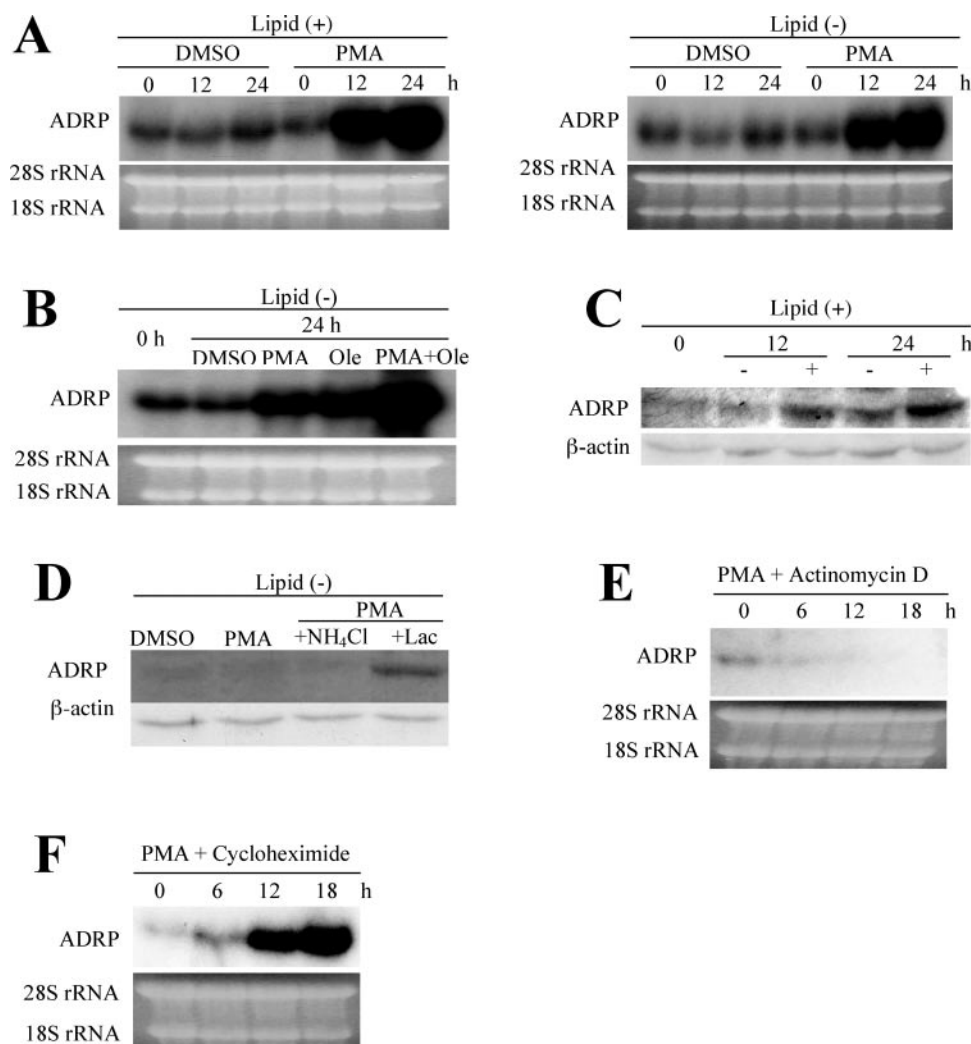 A
Lipid (+)
DMSO PMA
0 12 24 0 12 24 h
ADRP
28S rRNA
18S rRNA
Lipid (-)
DMSO PMA
0 12 24 0 12 24 h
ADRP
28S rRNA
18S rRNA
B
Lipid (-)
0 h 24 h
DMSO PMA Ole PMA+Ole
ADRP
28S rRNA
18S rRNA
C
Lipid (+)
0 12 24 h
- + - +
ADRP
β-actin
D
Lipid (-)
PMA
DMSO PMA +NH₄Cl +Lac
ADRP
β-actin
E
PMA + Actinomycin D
0 6 12 18 h
ADRP
28S rRNA
18S rRNA
F
PMA + Cycloheximide
0 6 12 18 h
ADRP
28S rRNA
18S rRNA